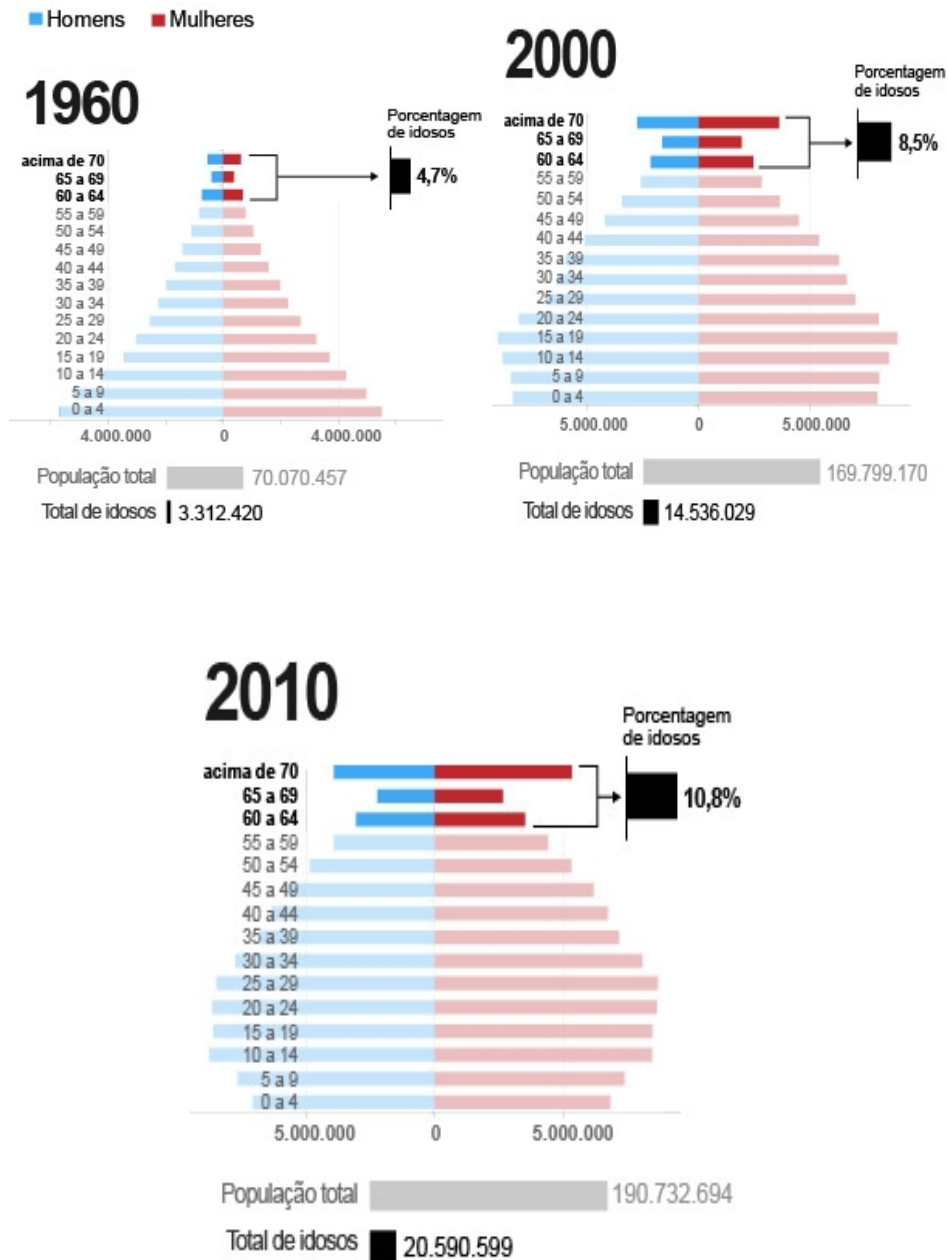 Homens Mulheres
1960
Porcentagem
de idosos
acima de 70
65 a 69
60 a 64
55 a 59
50 a 54
45 a 49
40 a 44
35 a 39
30 a 34
25 a 29
20 a 24
15 a 19
10 a 14
5 a 9
0 a 4
4,7%
4.000.000 0 4.000.000
População total 70.070.457
Total de idosos 3.312.420
2000
Porcentagem
de idosos
acima de 70
65 a 69
60 a 64
55 a 59
50 a 54
45 a 49
40 a 44
35 a 39
30 a 34
25 a 29
20 a 24
15 a 19
10 a 14
5 a 9
0 a 4
8,5%
5.000.000 0 5.000.000
População total 169.799.170
Total de idosos 14.536.029
2010
Porcentagem
de idosos
acima de 70
65 a 69
60 a 64
55 a 59
50 a 54
45 a 49
40 a 44
35 a 39
30 a 34
25 a 29
20 a 24
15 a 19
10 a 14
5 a 9
0 a 4
10,8%
5.000.000 0 5.000.000
População total 190.732.694
Total de idosos 20.590.599